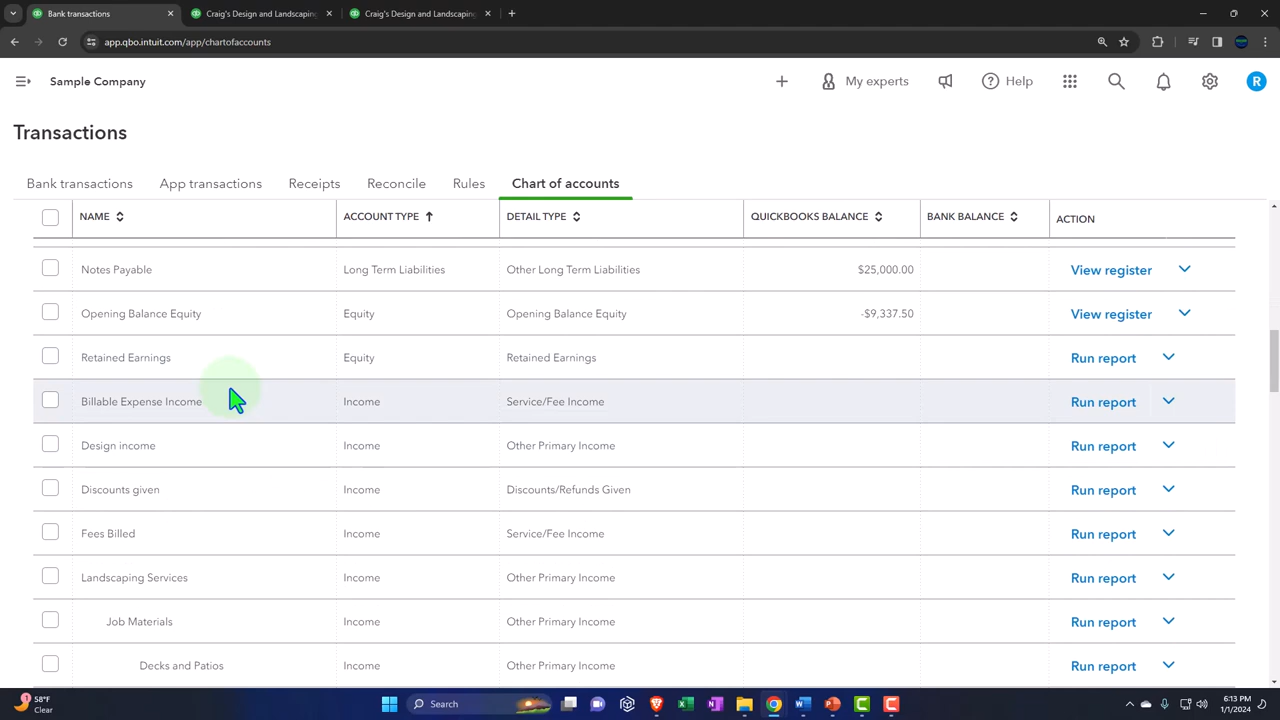 Bank transactions
Craig's Design and Landscaping
Craig's Design and Landscaping
app.qbo.intuit.com/app/chartofaccounts
Sample Company
My experts
Help
R
Transactions
Bank transactions
App transactions
Receipts
Reconcile
Rules
Chart of accounts
NAME ACCOUNT TYPE DETAIL TYPE QUICKBOOKS BALANCE BANK BALANCE ACTION
Notes Payable Long Term Liabilities Other Long Term Liabilities $25,000.00 View register
Opening Balance Equity Equity Opening Balance Equity -$9,337.50 View register
Retained Earnings Equity Retained Earnings Run report
Billable Expense Income Income Service/Fee Income Run report
Design income Income Other Primary Income Run report
Discounts given Income Discounts/Refunds Given Run report
Fees Billed Income Service/Fee Income Run report
Landscaping Services Income Other Primary Income Run report
Job Materials Income Other Primary Income Run report
Decks and Patios Income Other Primary Income Run report
1
58°F
Clear
Search
6:13 PM
1/1/2024